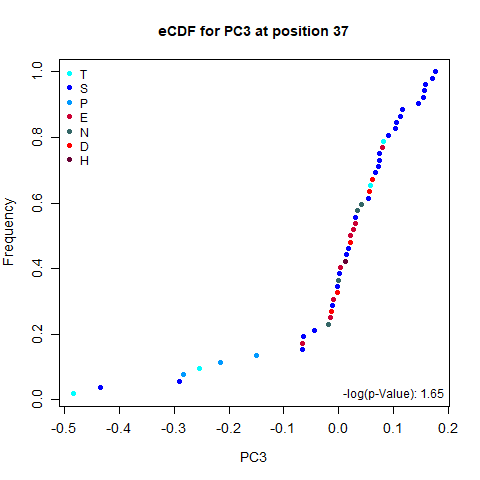 eCDF for PC3 at position 37
Frequency
1.0
0.8
0.6
0.4
0.2
0.0
T
S
P
E
N
D
H
-log(p-Value): 1.65
-0.5 -0.4 -0.3 -0.2 -0.1 0.0 0.1 0.2
PC3